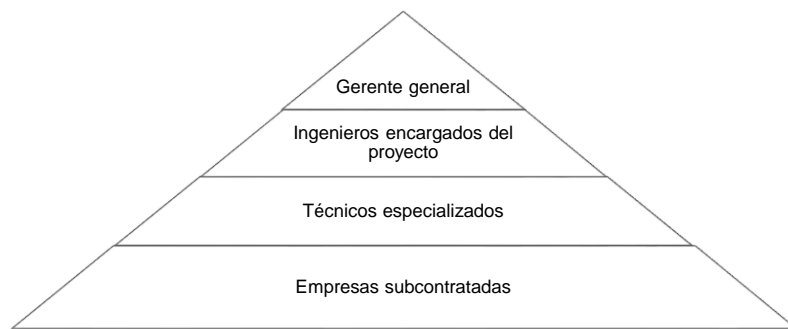 Gerente general
Ingenieros encargados del
proyecto
Técnicos especializados
Empresas subcontratadas